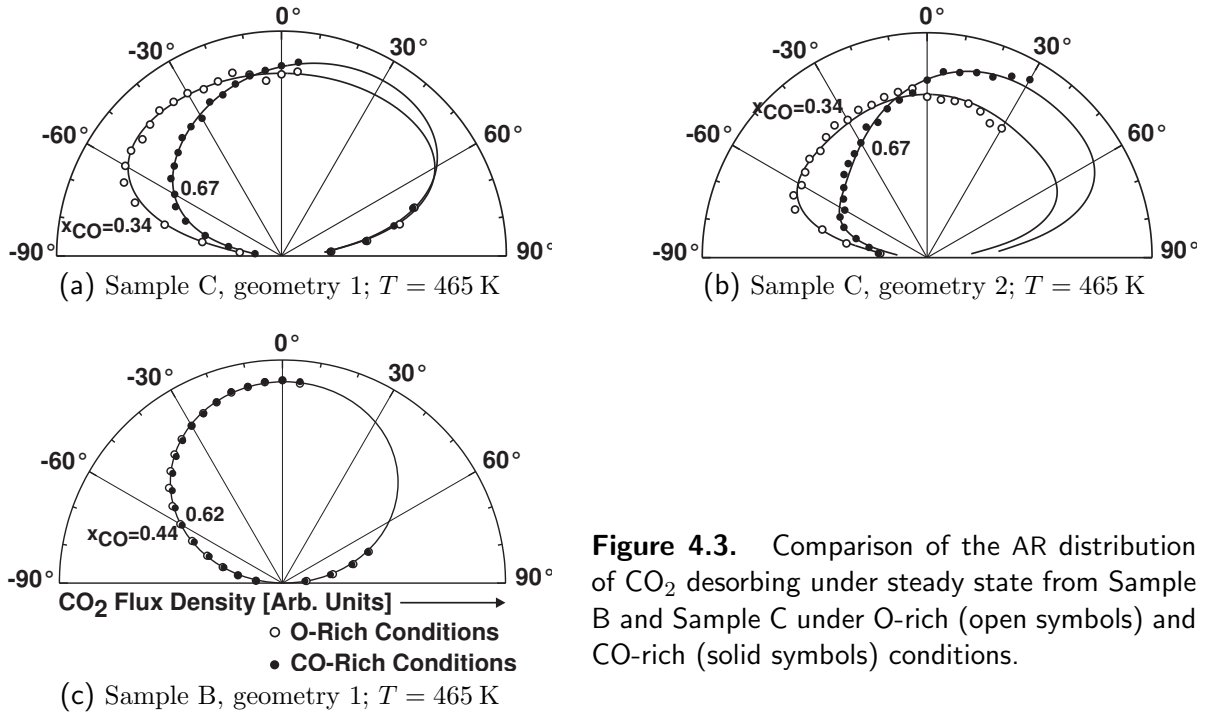 0°
-30°
30°
-60°
60°
xCO=0.34
0.67
-90°
90°
(a) Sample C, geometry 1; T = 465 K
0°
-30°
30°
-60°
60°
xCO=0.34
0.67
-90°
90°
(b) Sample C, geometry 2; T = 465 K
0°
-30°
30°
-60°
60°
xCO=0.44
0.62
-90°
90°
CO2 Flux Density [Arb. Units]
O-Rich Conditions
CO-Rich Conditions
(c) Sample B, geometry 1; T = 465 K
Figure 4.3. Comparison of the AR distribution
of CO2 desorbing under steady state from Sample
B and Sample C under O-rich (open symbols) and
CO-rich (solid symbols) conditions.